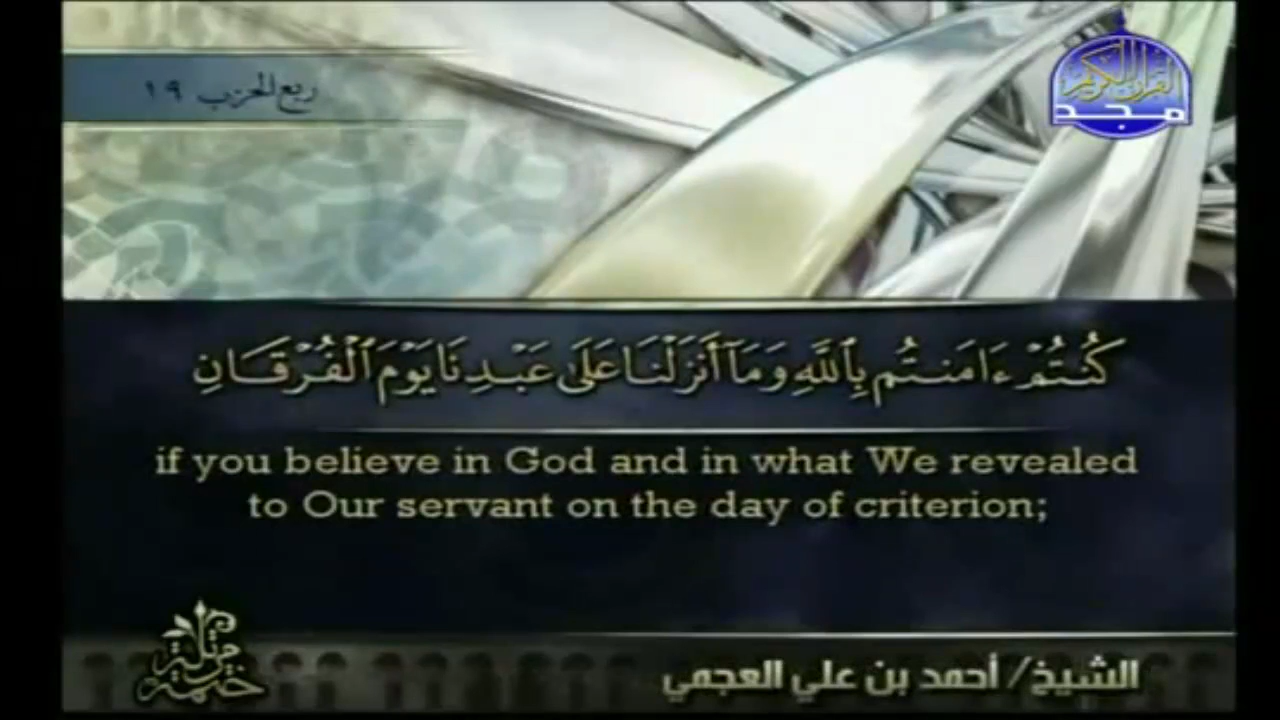 ربع الحزب ١٩
القرآن الكريم
مجد
كُنتُمْ ءَامَنتُم بِٱللَّهِ وَمَآ أَنزَلْنَا عَلَىٰ عَبْدِنَا يَوْمَ ٱلْفُرْقَانِ
if you believe in God and in what We revealed
to Our servant on the day of criterion;
ختمة مرتلة
الشيخ/ أحمد بن علي العجمي